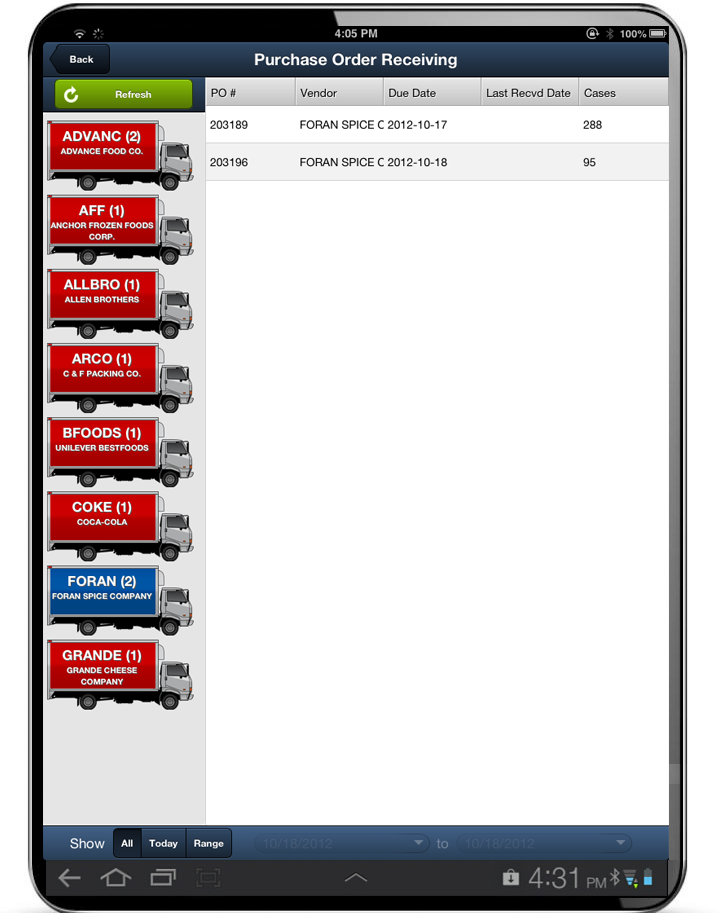 4:05 PM 100%
Back Purchase Order Receiving
Refresh
PO # Vendor Due Date Last Recvd Date Cases
203189 FORAN SPICE C 2012-10-17 288
203196 FORAN SPICE C 2012-10-18 95
ADVANC (2)
ADVANCE FOOD CO.
AFF (1)
ANCHOR FROZEN FOODS
CORP.
ALLBRO (1)
ALLEN BROTHERS
ARCO (1)
C & F PACKING CO.
BFOODS (1)
UNILEVER BESTFOODS
COKE (1)
COCA-COLA
FORAN (2)
FORAN SPICE COMPANY
GRANDE (1)
GRANDE CHEESE
COMPANY
Show All Today Range 10/18/2012 to 10/18/2012
4:31 PM